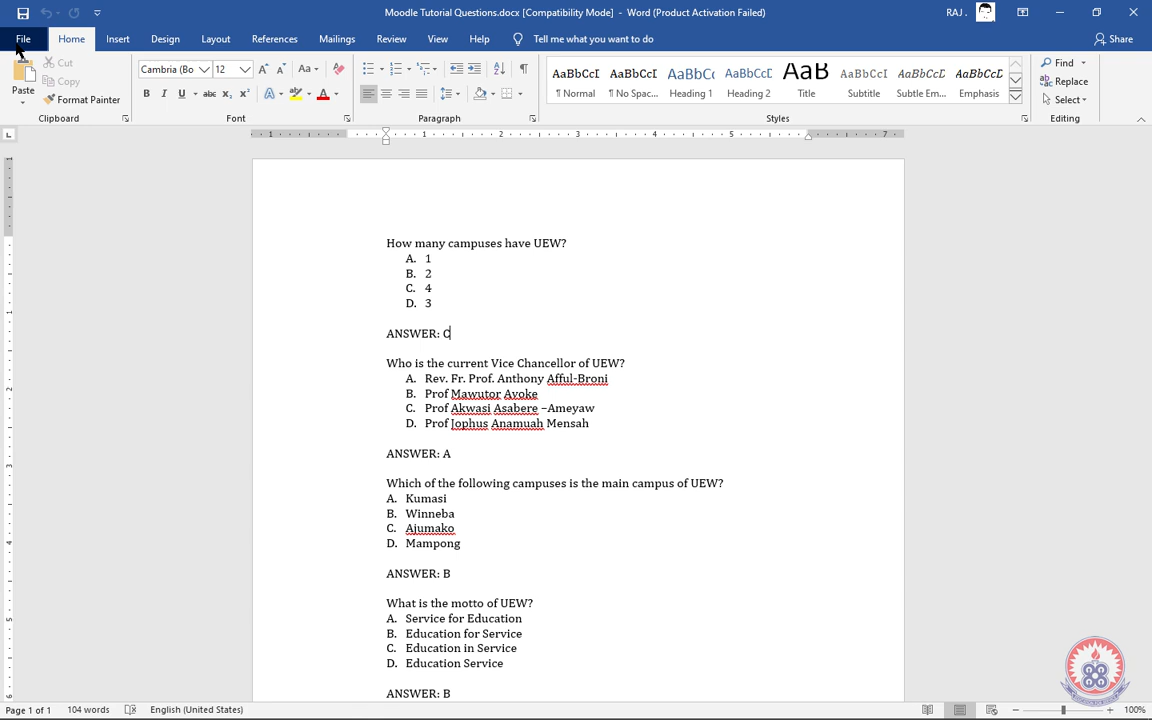 Moodle Tutorial Questions.docx [Compatibility Mode] - Word (Product Activation Failed)
RAJ .
File Home Insert Design Layout References Mailings Review View Help Tell me what you want to do Share
Paste
Cut
Copy
Format Painter
Clipboard
Cambria (Bo 12
Font
Paragraph
AaBbCcI AaBbCcI AaBbC AaBbCcC AaB AaBbCcI AaBbCcL AaBbCcL
¶ Normal ¶ No Spac... Heading 1 Heading 2 Title Subtitle Subtle Em... Emphasis
Styles
Find
Replace
Select
Editing
How many campuses have UEW?
A. 1
B. 2
C. 4
D. 3
ANSWER: C
Who is the current Vice Chancellor of UEW?
A. Rev. Fr. Prof. Anthony Afful-Broni
B. Prof Mawutor Avoke
C. Prof Akwasi Asabere –Ameyaw
D. Prof Jophus Anamuah Mensah
ANSWER: A
Which of the following campuses is the main campus of UEW?
A. Kumasi
B. Winneba
C. Ajumako
D. Mampong
ANSWER: B
What is the motto of UEW?
A. Service for Education
B. Education for Service
C. Education in Service
D. Education Service
ANSWER: B
Page 1 of 1 104 words English (United States) 100%